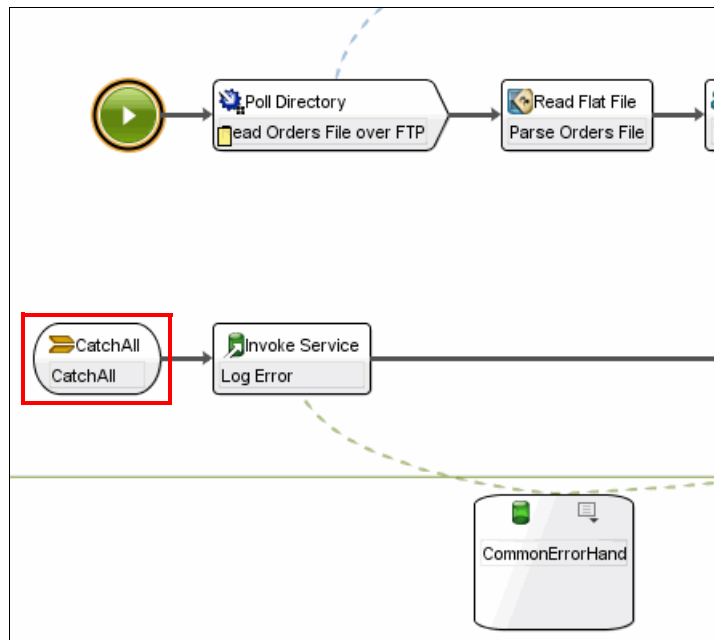 Poll Directory
ead Orders File over FTP
Read Flat File
Parse Orders File
CatchAll
CatchAll
Invoke Service
Log Error
CommonErrorHand